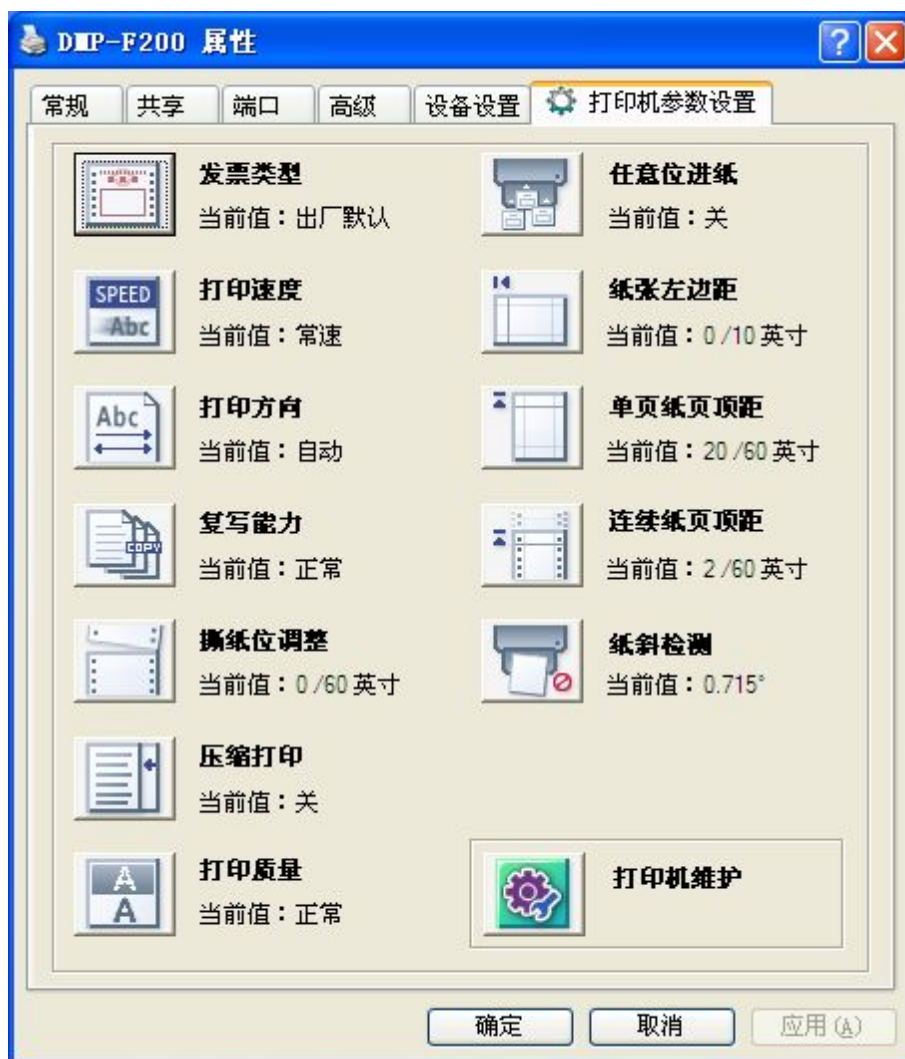 DMP-F200 属性
常规 共享 端口 高级 设备设置 打印机参数设置
发票类型
当前值：出厂默认
任意位进纸
当前值：关
SPEED
Abc
打印速度
当前值：常速
纸张左边距
当前值：0/10 英寸
Abc
打印方向
当前值：自动
单页纸页顶距
当前值：20/60 英寸
COPY
复写能力
当前值：正常
连续纸页顶距
当前值：2/60 英寸
撕纸位调整
当前值：0/60 英寸
纸斜检测
当前值：0.715°
压缩打印
当前值：关
A
A
打印质量
当前值：正常
打印机维护
确定 取消 应用(A)